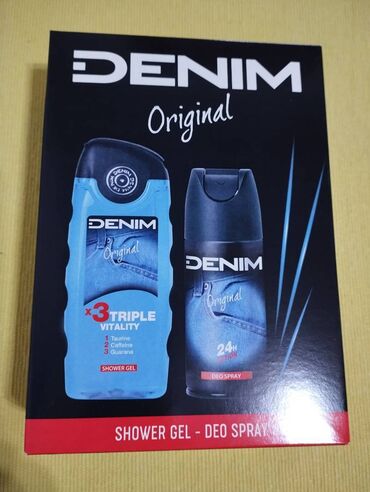 DENIM
Original
DENIM
DENIM
Original
x3 TRIPLE
VITALITY
1 Taurine
2 Caffeine
3 Guarana
SHOWER GEL
DENIM
Original
24H
DEO SPRAY
SHOWER GEL - DEO SPRAY